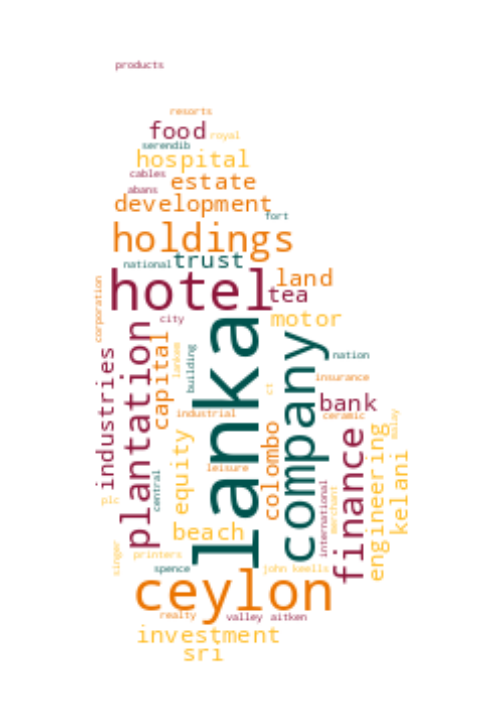 products
resorts
food
royal
serendib
hospital
cables
estate
abans
development
fort
holdings
national
trust
hotel
land
tea
corporation
city
motor
lanka
company
plantation
capital
lankem
building
nation
industries
insurance
ct
bank
industrial
ceramic
malay
colombo
equity
finance
engineering
kelani
leisure
central
international
merchant
plc
beach
singer
printers
spence
john keells
ceylon
realty
valley
aitken
investment
sri